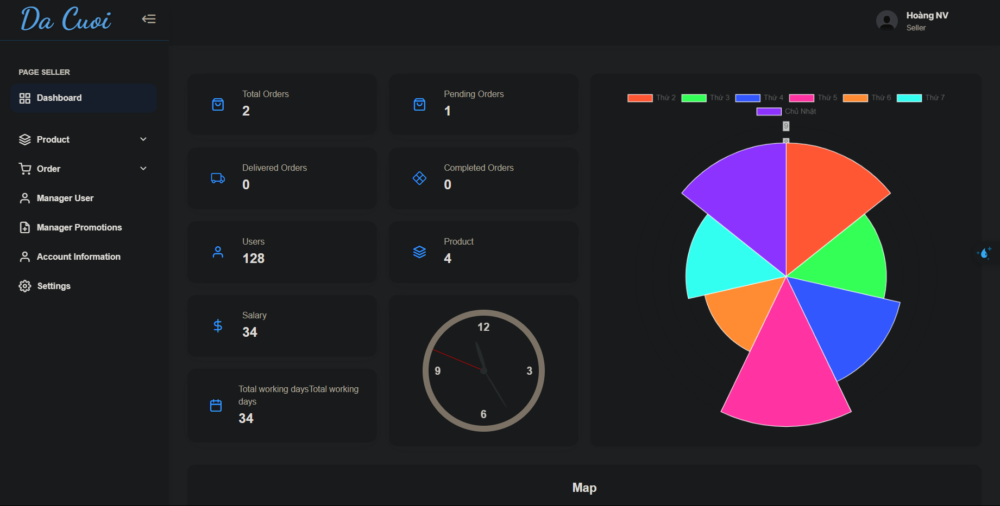 Da Cuoi
Hoàng NV
Seller
PAGE SELLER
Dashboard
Product
Order
Manager User
Manager Promotions
Account Information
Settings
Total Orders
2
Pending Orders
1
Delivered Orders
0
Completed Orders
0
Users
128
Product
4
Salary
34
Total working daysTotal working
days
34
12
9
3
6
Thứ 2 Thứ 3 Thứ 4 Thứ 5 Thứ 6 Thứ 7
Chủ Nhật
9
Map